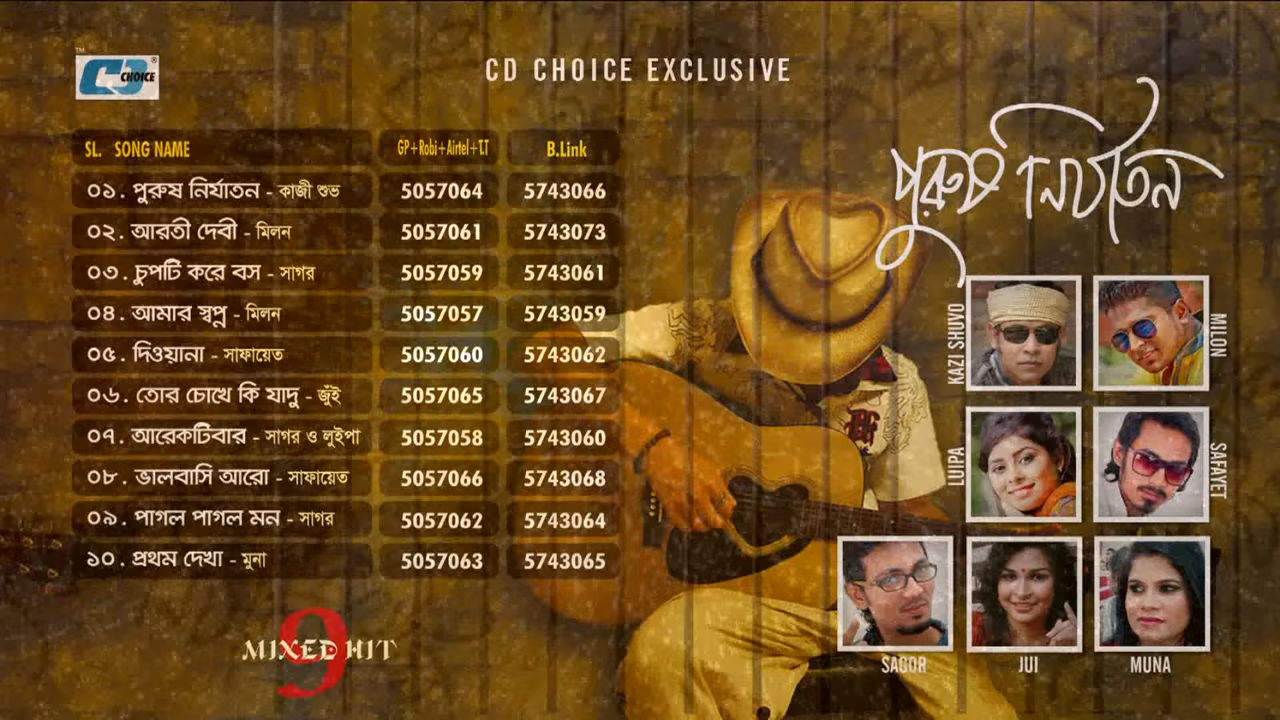 TM
CD CHOICE ®
CD CHOICE EXCLUSIVE
পুরুষ নির্যাতন
SL. SONG NAME GP+Robi+Airtel+T.T B.Link
০১. পুরুষ নির্যাতন - কাজী শুভ 5057064 5743066
০২. আরতী দেবী - মিলন 5057061 5743073
০৩. চুপটি করে বস - সাগর 5057059 5743061
০৪. আমার স্বপ্ন - মিলন 5057057 5743059
০৫. দিওয়ানা - সাফায়েত 5057060 5743062
০৬. তোর চোখে কি যাদু - জুঁই 5057065 5743067
০৭. আরেকটিবার - সাগর ও লুইপা 5057058 5743060
০৮. ভালবাসি আরো - সাফায়েত 5057066 5743068
০৯. পাগল পাগল মন - সাগর 5057062 5743064
১০. প্রথম দেখা - মুনা 5057063 5743065
KAZI SHUVO
MILON
LUIPA
SAFAYET
SAGOR JUI MUNA
MIXED HIT
9